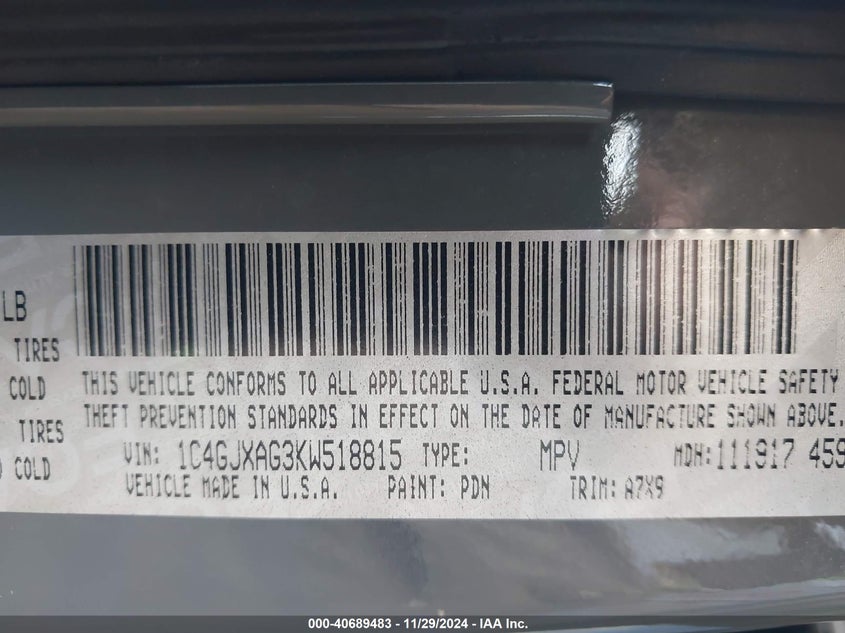 LB
TIRES
COLD THIS VEHICLE CONFORMS TO ALL APPLICABLE U.S.A. FEDERAL MOTOR VEHICLE SAFETY
THEFT PREVENTION STANDARDS IN EFFECT ON THE DATE OF MANUFACTURE SHOWN ABOVE.
TIRES
COLD VIN: 1C4GJXAG3KW518815 TYPE: MPV MDH:111917 459
VEHICLE MADE IN U.S.A. PAINT: PDN TRIM: A7X9
000-40689483 - 11/29/2024 - IAA Inc.